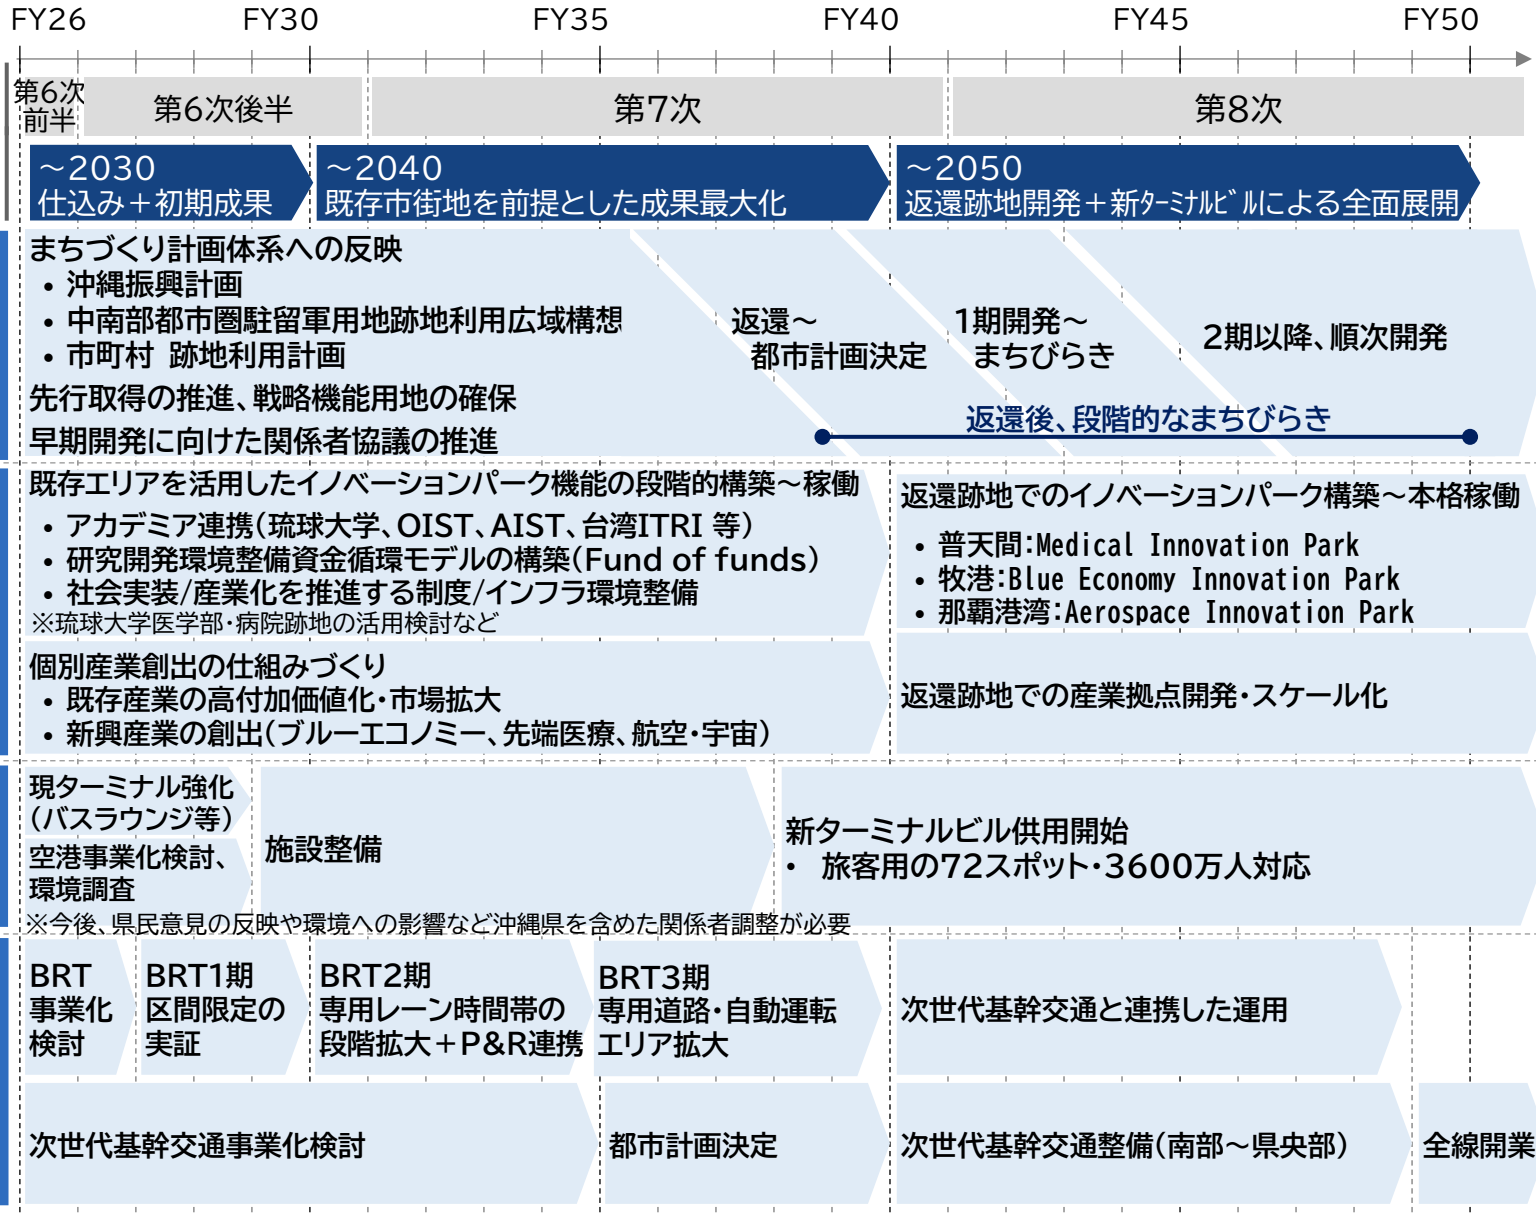 FY26 FY30 FY35 FY40 FY45 FY50
第6次
前半
第6次後半
第7次
第8次
～2030
仕込み＋初期成果
～2040
既存市街地を前提とした成果最大化
～2050
返還跡地開発＋新ﾀｰﾐﾅﾙﾋﾞﾙによる全面展開
まちづくり計画体系への反映
• 沖縄振興計画
• 中南部都市圏駐留軍用地跡地利用広域構想
• 市町村 跡地利用計画
先行取得の推進、戦略機能用地の確保
早期開発に向けた関係者協議の推進
返還～
都市計画決定
1期開発～
まちびらき
2期以降、順次開発
返還後、段階的なまちびらき
既存エリアを活用したイノベーションパーク機能の段階的構築～稼働
• アカデミア連携（琉球大学、OIST、AIST、台湾ITRI 等）
• 研究開発環境整備資金循環モデルの構築（Fund of funds）
• 社会実装/産業化を推進する制度/インフラ環境整備
※琉球大学医学部・病院跡地の活用検討など
返還跡地でのイノベーションパーク構築～本格稼働
• 普天間：Medical Innovation Park
• 牧港：Blue Economy Innovation Park
• 那覇港湾：Aerospace Innovation Park
個別産業創出の仕組みづくり
• 既存産業の高付加価値化・市場拡大
• 新興産業の創出（ブルーエコノミー、先端医療、航空・宇宙）
返還跡地での産業拠点開発・スケール化
現ターミナル強化
（バスラウンジ等）
空港事業化検討、
環境調査
施設整備
新ターミナルビル供用開始
• 旅客用の72スポット・3600万人対応
※今後、県民意見の反映や環境への影響など沖縄県を含めた関係者調整が必要
BRT
事業化
検討
BRT1期
区間限定の
実証
BRT2期
専用レーン時間帯の
段階拡大＋P&R連携
BRT3期
専用道路・自動運転
エリア拡大
次世代基幹交通と連携した運用
次世代基幹交通事業化検討
都市計画決定
次世代基幹交通整備（南部～県央部）
全線開業